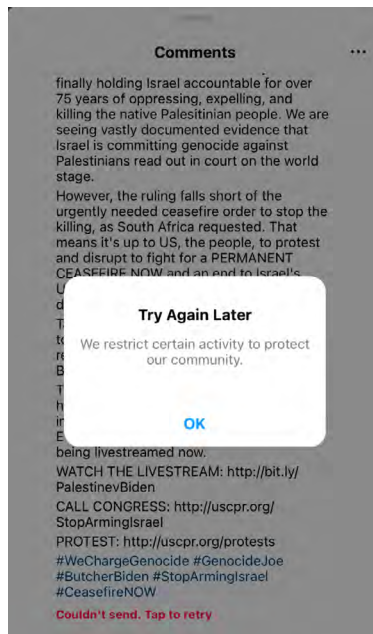 Comments
...
finally holding Israel accountable for over
75 years of oppressing, expelling, and
killing the native Palesitinian people. We are
seeing vastly documented evidence that
Israel is committing genocide against
Palestinians read out in court on the world
stage.
However, the ruling falls short of the
urgently needed ceasefire order to stop the
killing, as South Africa requested. That
means it's up to US, the people, to protest
and disrupt to fight for a PERMANENT
CEASEFIRE NOW and an end to Israel's
Try Again Later
We restrict certain activity to protect
our community.
OK
being livestreamed now.
WATCH THE LIVESTREAM: http://bit.ly/
PalestinevBiden
CALL CONGRESS: http://uscpr.org/
StopArmingIsrael
PROTEST: http://uscpr.org/protests
#WeChargeGenocide #GenocideJoe
#ButcherBiden #StopArmingIsrael
#CeasefireNOW
Couldn't send. Tap to retry